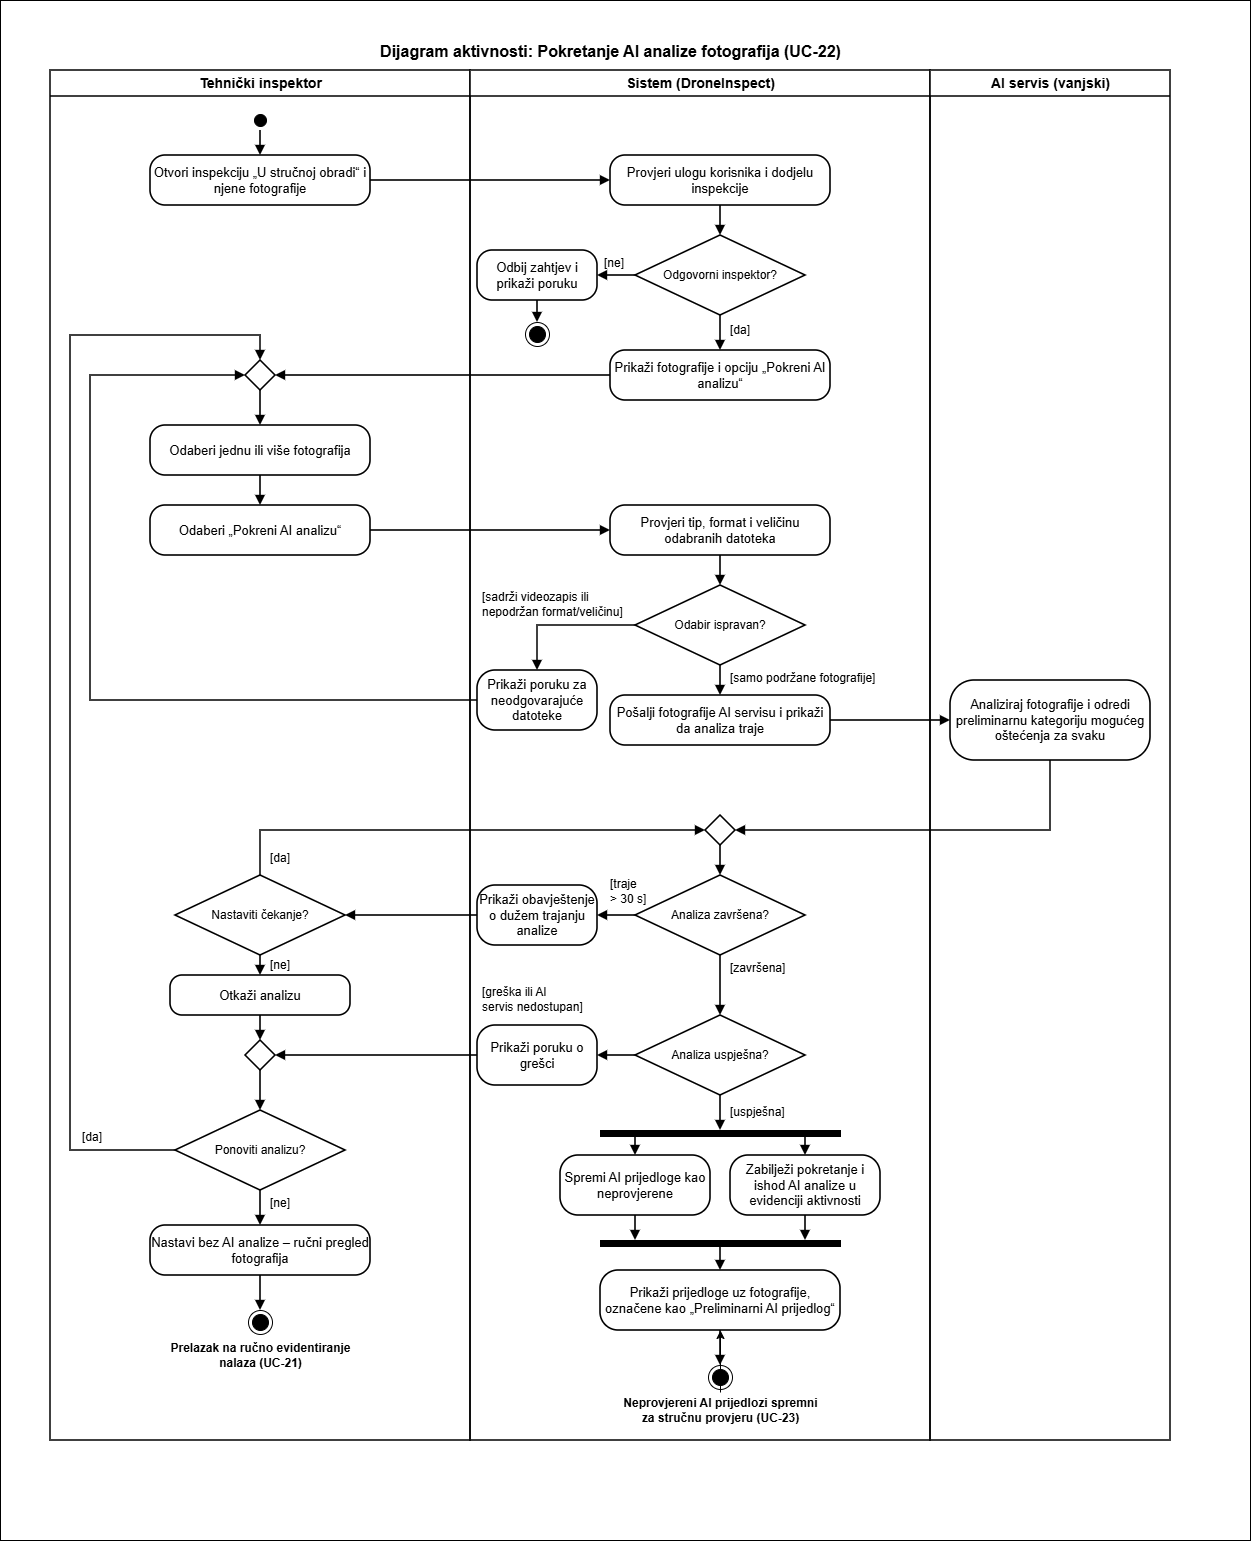 Dijagram aktivnosti: Pokretanje AI analize fotografija (UC-22)
Tehnički inspektor
Sistem (DroneInspect)
AI servis (vanjski)
Otvori inspekciju „U stručnoj obradi“ i
njene fotografije
Provjeri ulogu korisnika i dodjelu
inspekcije
Odgovorni inspektor?
[ne]
Odbij zahtjev i
prikaži poruku
[da]
Prikaži fotografije i opciju „Pokreni AI
analizu“
Odaberi jednu ili više fotografija
Odaberi „Pokreni AI analizu“
Provjeri tip, format i veličinu
odabranih datoteka
Odabir ispravan?
[sadrži videozapis ili
nepodržan format/veličinu]
Prikaži poruku za
neodgovarajuće
datoteke
[samo podržane fotografije]
Pošalji fotografije AI servisu i prikaži
da analiza traje
Analiziraj fotografije i odredi
preliminarnu kategoriju mogućeg
oštećenja za svaku
Analiza završena?
[traje
> 30 s]
Prikaži obavještenje
o dužem trajanju
analize
Nastaviti čekanje?
[da]
[ne]
Otkaži analizu
[završena]
Analiza uspješna?
[greška ili AI
servis nedostupan]
Prikaži poruku o
grešci
Ponoviti analizu?
[da]
[ne]
Nastavi bez AI analize – ručni pregled
fotografija
Prelazak na ručno evidentiranje
nalaza (UC-21)
[uspješna]
Spremi AI prijedloge kao
neprovjerene
Zabilježi pokretanje i
ishod AI analize u
evidenciji aktivnosti
Prikaži prijedloge uz fotografije,
označene kao „Preliminarni AI prijedlog“
Neprovjereni AI prijedlozi spremni
za stručnu provjeru (UC-23)